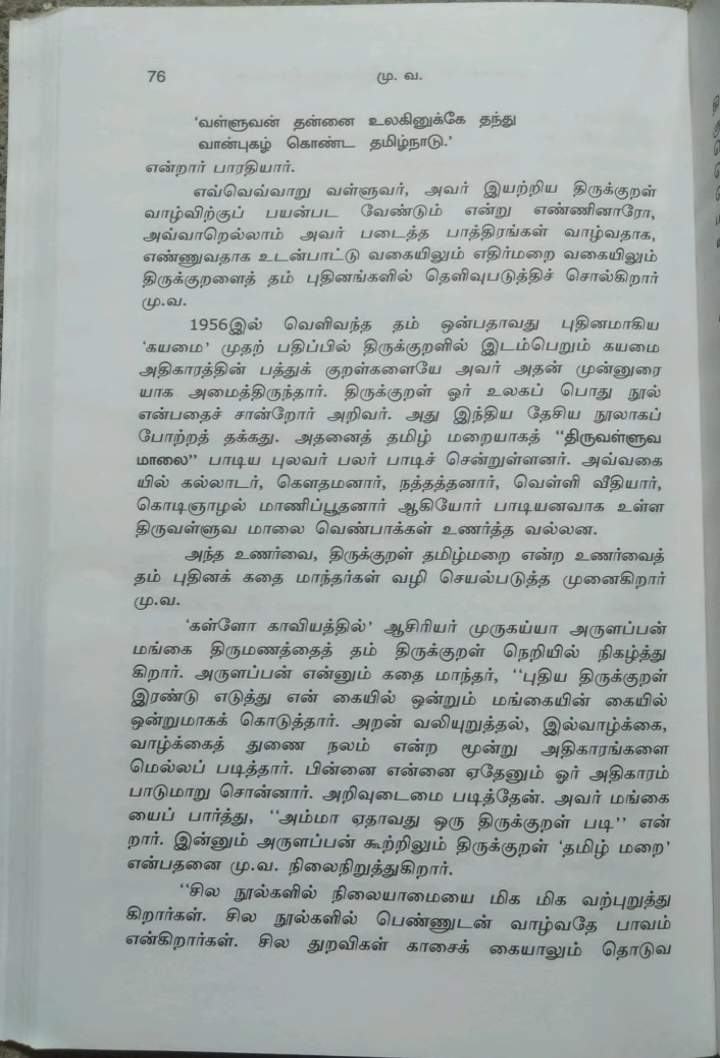 76 மு. வ.
‘வள்ளுவன் தன்னை உலகினுக்கே தந்து
வான்புகழ் கொண்ட தமிழ்நாடு.’
என்றார் பாரதியார்.
எவ்வெவ்வாறு வள்ளுவர், அவர் இயற்றிய திருக்குறள்
வாழ்விற்குப் பயன்பட வேண்டும் என்று எண்ணினாரோ,
அவ்வாறெல்லாம் அவர் படைத்த பாத்திரங்கள் வாழ்வதாக,
எண்ணுவதாக உடன்பாட்டு வகையிலும் எதிர்மறை வகையிலும்
திருக்குறளைத் தம் புதினங்களில் தெளிவுபடுத்திச் சொல்கிறார்
மு.வ.
1956இல் வெளிவந்த தம் ஒன்பதாவது புதினமாகிய
‘கயமை’ முதற் பதிப்பில் திருக்குறளில் இடம்பெறும் கயமை
அதிகாரத்தின் பத்துக் குறள்களையே அவர் அதன் முன்னுரை
யாக அமைத்திருந்தார். திருக்குறள் ஓர் உலகப் பொது நூல்
என்பதைச் சான்றோர் அறிவர். அது இந்திய தேசிய நூலாகப்
போற்றத் தக்கது. அதனைத் தமிழ் மறையாகத் “திருவள்ளுவ
மாலை” பாடிய புலவர் பலர் பாடிச் சென்றுள்ளனர். அவ்வகை
யில் கல்லாடர், கௌதமனார், நத்தத்தனார், வெள்ளி வீதியார்,
கொடிஞாழல் மாணிப்பூதனார் ஆகியோர் பாடியனவாக உள்ள
திருவள்ளுவ மாலை வெண்பாக்கள் உணர்த்த வல்லன.
அந்த உணர்வை, திருக்குறள் தமிழ்மறை என்ற உணர்வைத்
தம் புதினக் கதை மாந்தர்கள் வழி செயல்படுத்த முனைகிறார்
மு.வ.
‘கள்ளோ காவியத்தில்’ ஆசிரியர் முருகய்யா அருளப்பன்
மங்கை திருமணத்தைத் தம் திருக்குறள் நெறியில் நிகழ்த்து
கிறார். அருளப்பன் என்னும் கதை மாந்தர், ‘‘புதிய திருக்குறள்
இரண்டு எடுத்து என் கையில் ஒன்றும் மங்கையின் கையில்
ஒன்றுமாகக் கொடுத்தார். அறன் வலியுறுத்தல், இல்வாழ்க்கை,
வாழ்க்கைத் துணை நலம் என்ற மூன்று அதிகாரங்களை
மெல்லப் படித்தார். பின்னை என்னை ஏதேனும் ஓர் அதிகாரம்
பாடுமாறு சொன்னார். அறிவுடைமை படித்தேன். அவர் மங்கை
யைப் பார்த்து, ‘‘அம்மா ஏதாவது ஒரு திருக்குறள் படி’’ என்
றார். இன்னும் அருளப்பன் கூற்றிலும் திருக்குறள் ‘தமிழ் மறை’
என்பதனை மு.வ. நிலைநிறுத்துகிறார்.
‘‘சில நூல்களில் நிலையாமையை மிக மிக வற்புறுத்து
கிறார்கள். சில நூல்களில் பெண்ணுடன் வாழ்வதே பாவம்
என்கிறார்கள். சில துறவிகள் காசைக் கையாலும் தொடுவ